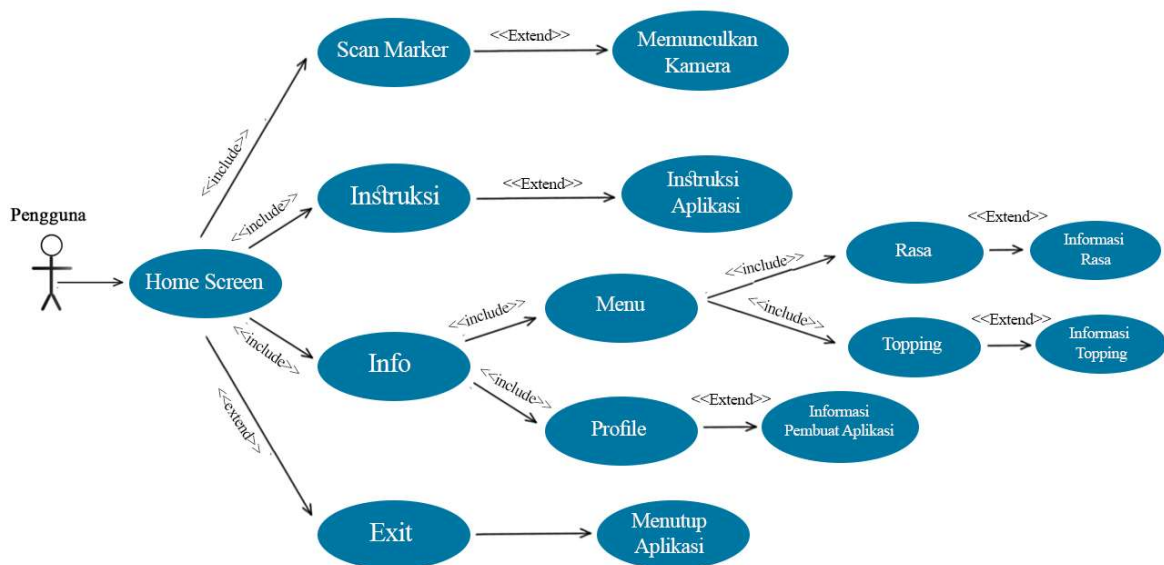 Pengguna
Home Screen
<<include>>
Scan Marker
<<Extend>>
Memunculkan
Kamera
<<include>>
Instruksi
<<Extend>>
Instruksi
Aplikasi
<<include>>
Info
<<include>>
Menu
<<include>>
Rasa
<<Extend>>
Informasi
Rasa
<<include>>
Topping
<<Extend>>
Informasi
Topping
<<include>>
Profile
<<Extend>>
Informasi
Pembuat Aplikasi
<<extend>>
Exit
Menutup
Aplikasi